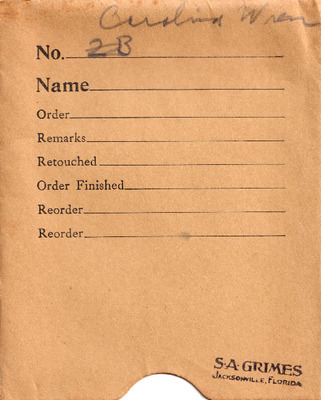 Carolina Wren
No. 2B
Name
Order
Remarks
Retouched
Order Finished
Reorder
Reorder
S·A·GRIMES
JACKSONVILLE, FLORIDA